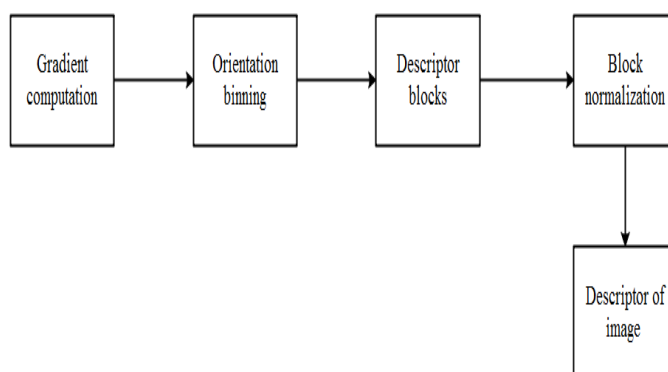 Gradient
computation
Orientation
binning
Descriptor
blocks
Block
normalization
Descriptor of
image